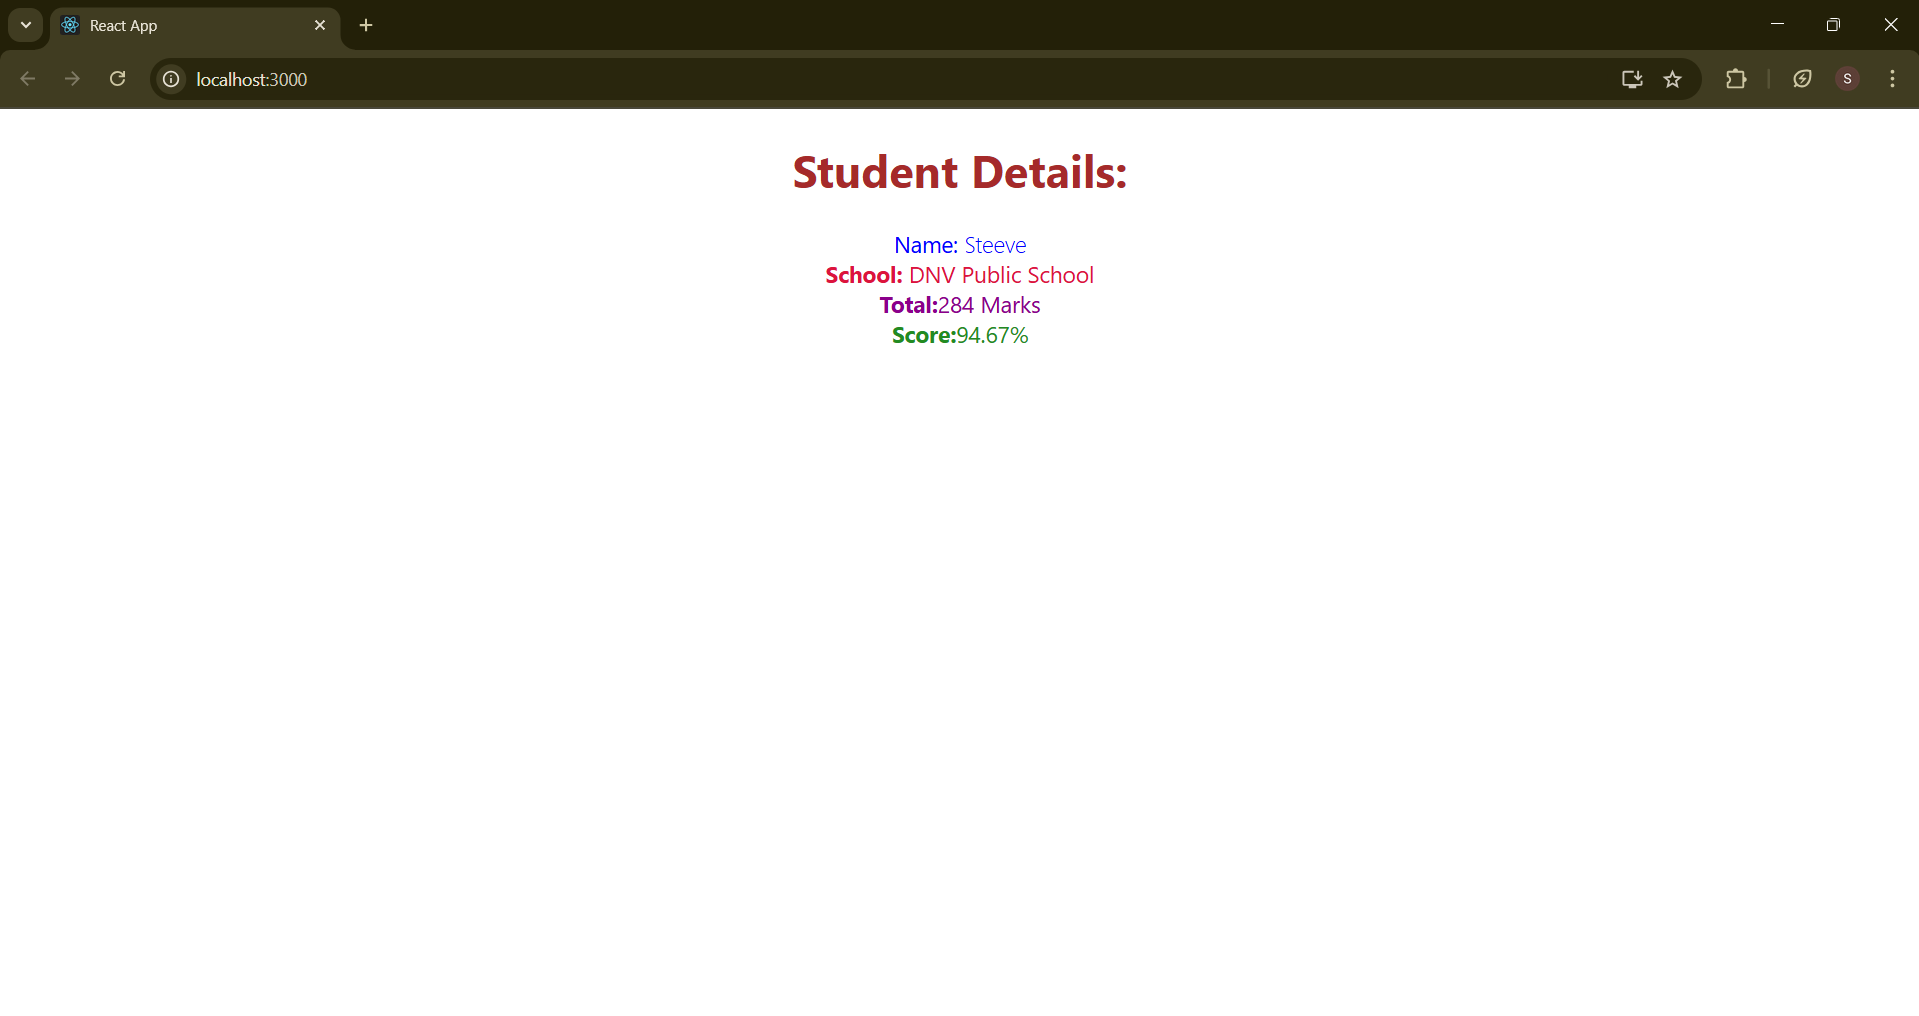 React App
localhost:3000
S
Student Details:
Name: Steeve
School: DNV Public School
Total:284 Marks
Score:94.67%